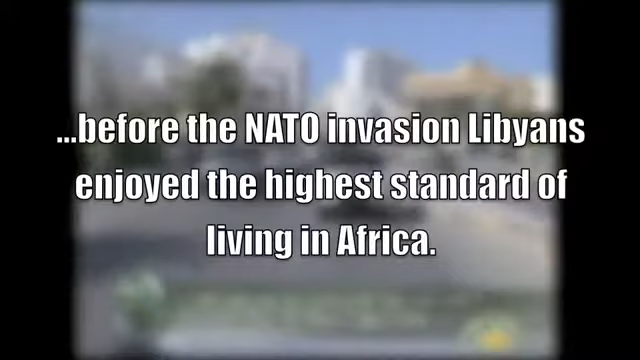 ...before the NATO invasion Libyans
enjoyed the highest standard of
living in Africa.